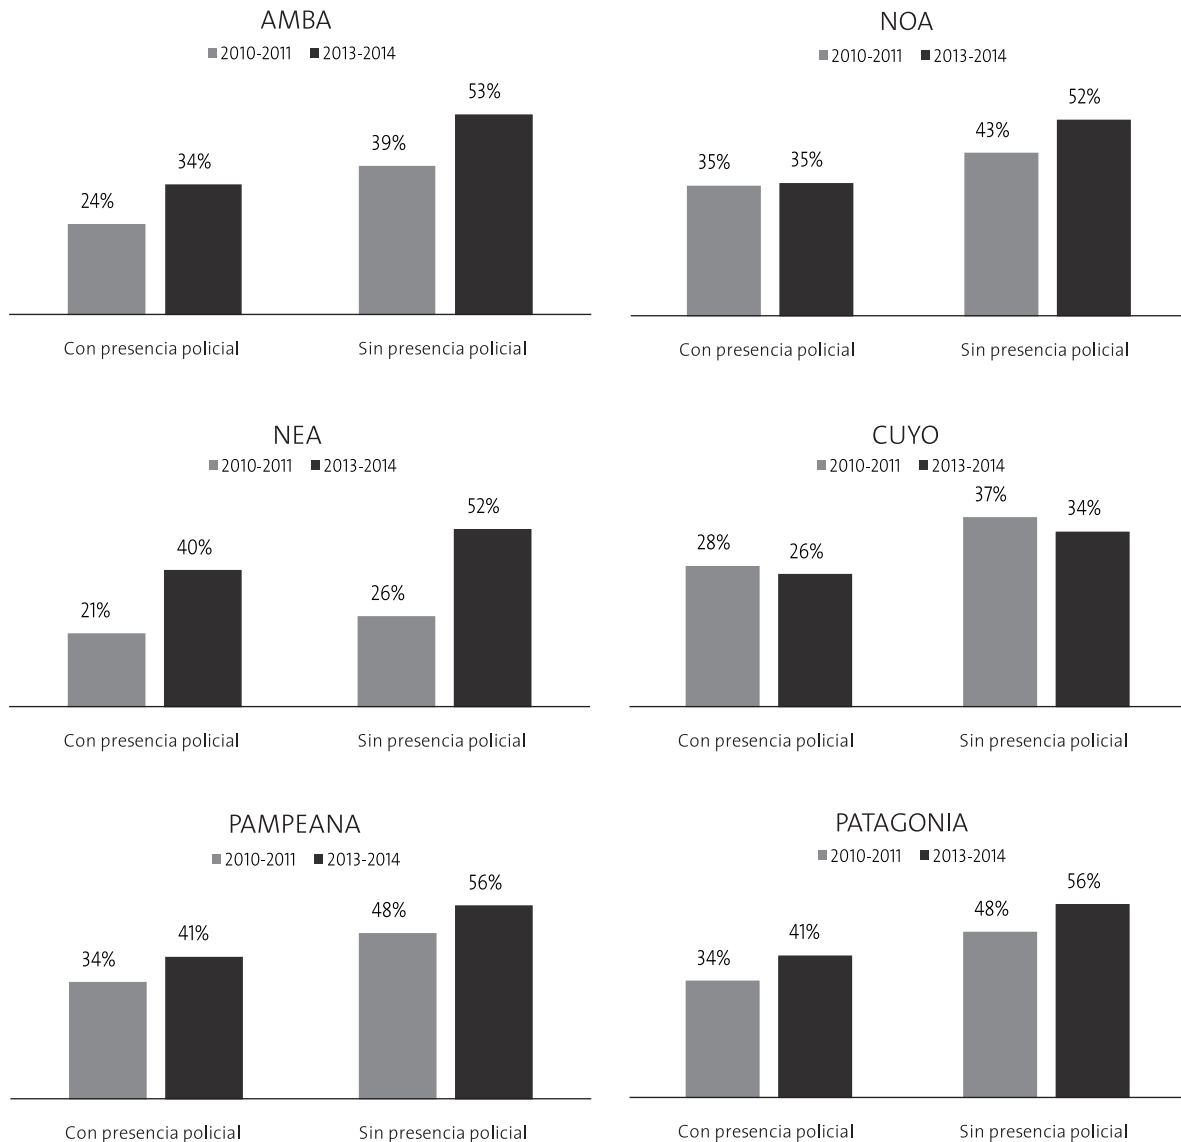 AMBA
2010-2011 2013-2014
24%
34%
39%
53%
Con presencia policial Sin presencia policial
NOA
2010-2011 2013-2014
35%
35%
43%
52%
Con presencia policial Sin presencia policial
NEA
2010-2011 2013-2014
21%
40%
26%
52%
Con presencia policial Sin presencia policial
CUYO
2010-2011 2013-2014
28%
26%
37%
34%
Con presencia policial Sin presencia policial
PAMPEANA
2010-2011 2013-2014
34%
41%
48%
56%
Con presencia policial Sin presencia policial
PATAGONIA
2010-2011 2013-2014
34%
41%
48%
56%
Con presencia policial Sin presencia policial